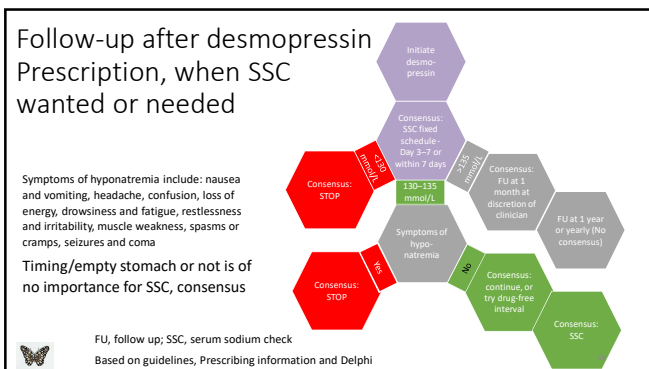 Follow-up after desmopressin
Prescription, when SSC
wanted or needed
Initiate
desmo-
pressin
Consensus:
SSC fixed
schedule -
Day 3–7 or
within 7 days
<130
mmol/L
130–135
mmol/L
>135
mmol/L
Consensus:
STOP
Consensus:
FU at 1
month at
discretion of
clinician
FU at 1 year
or yearly (No
consensus)
Symptoms of
hypo-
natremia
Yes
No
Consensus:
STOP
Consensus:
continue, or
try drug-free
interval
Consensus:
SSC
Symptoms of hyponatremia include: nausea
and vomiting, headache, confusion, loss of
energy, drowsiness and fatigue, restlessness
and irritability, muscle weakness, spasms or
cramps, seizures and coma
Timing/empty stomach or not is of
no importance for SSC, consensus
FU, follow up; SSC, serum sodium check
Based on guidelines, Prescribing information and Delphi